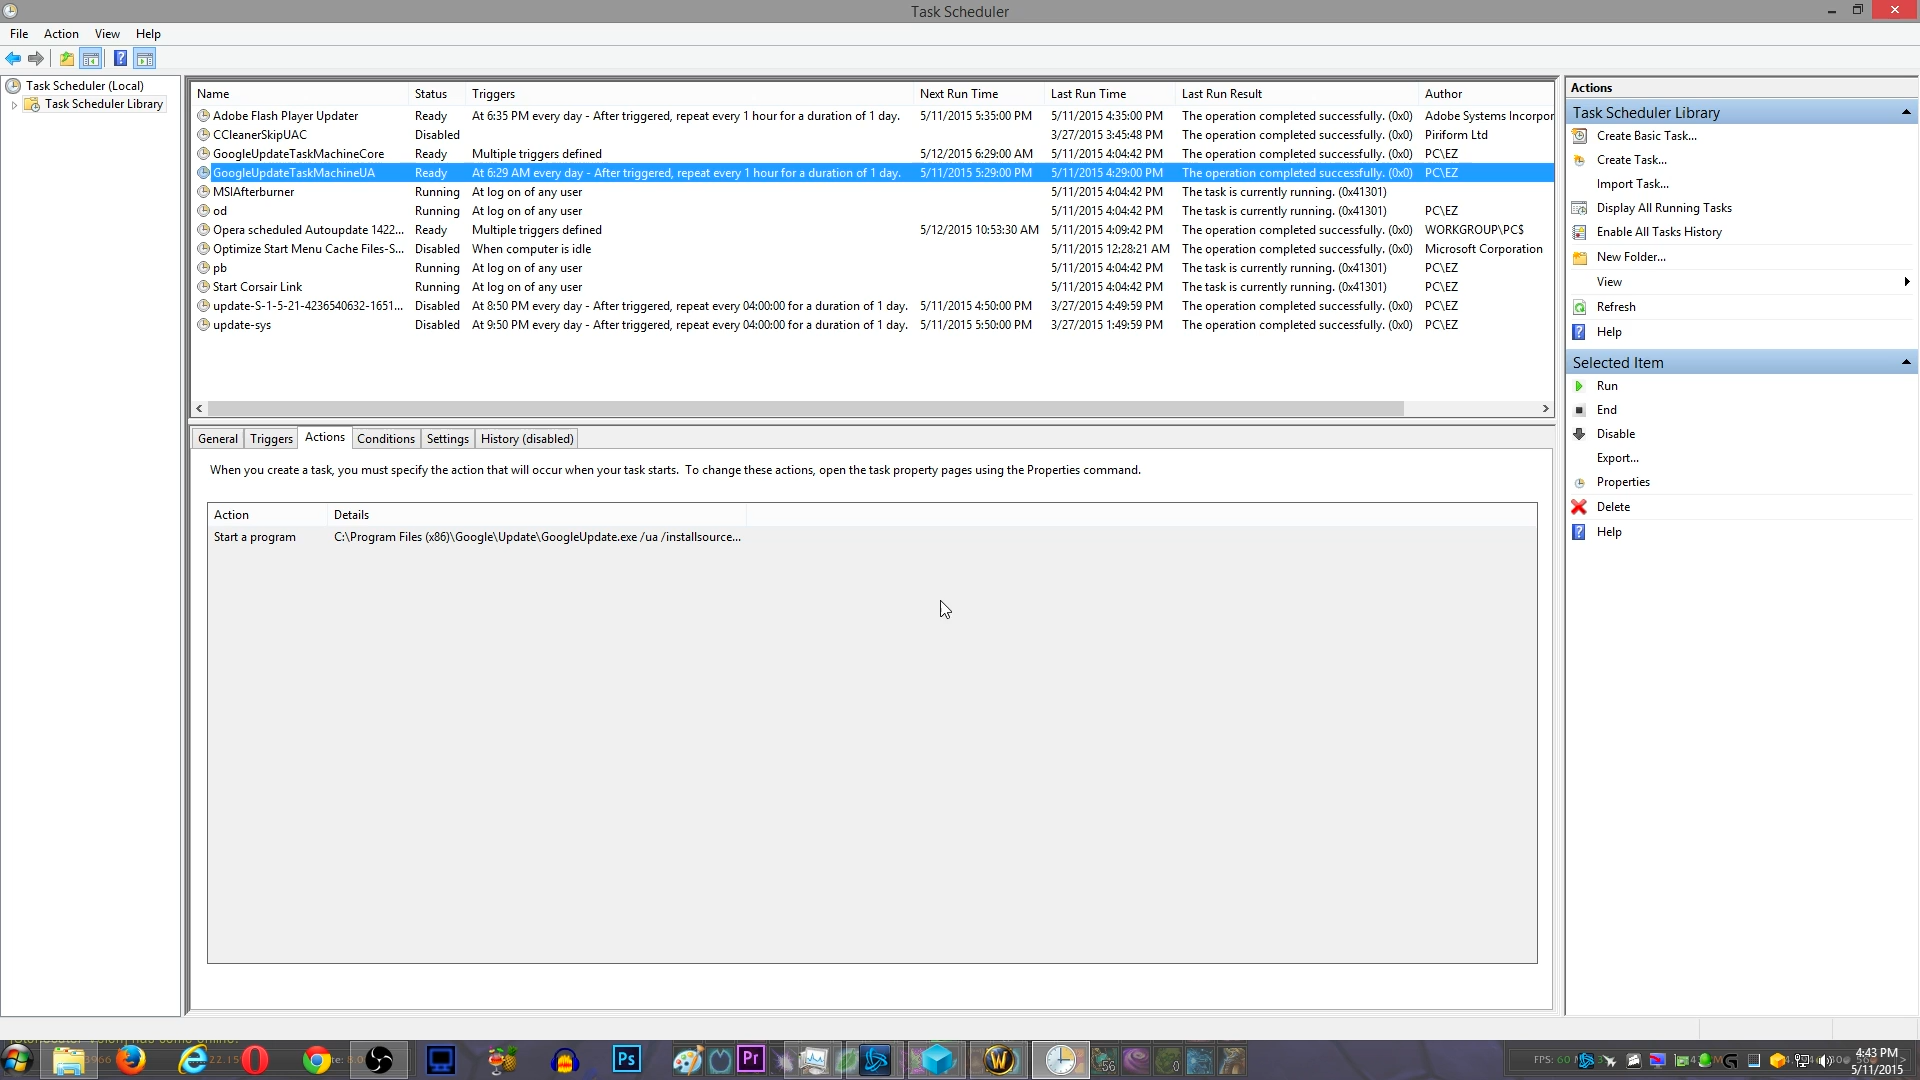 Task Scheduler
File Action View Help
Task Scheduler (Local)
Task Scheduler Library
Name Status Triggers Next Run Time Last Run Time Last Run Result Author
Adobe Flash Player Updater Ready At 6:35 PM every day - After triggered, repeat every 1 hour for a duration of 1 day. 5/11/2015 5:35:00 PM 5/11/2015 4:35:00 PM The operation completed successfully. (0x0) Adobe Systems Incorpor
CCleanerSkipUAC Disabled 3/27/2015 3:45:48 PM The operation completed successfully. (0x0) Piriform Ltd
GoogleUpdateTaskMachineCore Ready Multiple triggers defined 5/12/2015 6:29:00 AM 5/11/2015 4:04:42 PM The operation completed successfully. (0x0) PC\EZ
GoogleUpdateTaskMachineUA Ready At 6:29 AM every day - After triggered, repeat every 1 hour for a duration of 1 day. 5/11/2015 5:29:00 PM 5/11/2015 4:29:00 PM The operation completed successfully. (0x0) PC\EZ
MSIAfterburner Running At log on of any user 5/11/2015 4:04:42 PM The task is currently running. (0x41301)
od Running At log on of any user 5/11/2015 4:04:42 PM The task is currently running. (0x41301) PC\EZ
Opera scheduled Autoupdate 1422... Ready Multiple triggers defined 5/12/2015 10:53:30 AM 5/11/2015 4:09:42 PM The operation completed successfully. (0x0) WORKGROUP\PC$
Optimize Start Menu Cache Files-S... Disabled When computer is idle 5/11/2015 12:28:21 AM The operation completed successfully. (0x0) Microsoft Corporation
pb Running At log on of any user 5/11/2015 4:04:42 PM The task is currently running. (0x41301) PC\EZ
Start Corsair Link Running At log on of any user 5/11/2015 4:04:42 PM The task is currently running. (0x41301) PC\EZ
update-S-1-5-21-4236540632-1651... Disabled At 8:50 PM every day - After triggered, repeat every 04:00:00 for a duration of 1 day. 5/11/2015 4:50:00 PM 3/27/2015 4:49:59 PM The operation completed successfully. (0x0) PC\EZ
update-sys Disabled At 9:50 PM every day - After triggered, repeat every 04:00:00 for a duration of 1 day. 5/11/2015 5:50:00 PM 3/27/2015 1:49:59 PM The operation completed successfully. (0x0) PC\EZ
General Triggers Actions Conditions Settings History (disabled)
When you create a task, you must specify the action that will occur when your task starts. To change these actions, open the task property pages using the Properties command.
Action Details
Start a program C:\Program Files (x86)\Google\Update\GoogleUpdate.exe /ua /installsource...
Actions
Task Scheduler Library
Create Basic Task...
Create Task...
Import Task...
Display All Running Tasks
Enable All Tasks History
New Folder...
View
Refresh
Help
Selected Item
Run
End
Disable
Export...
Properties
Delete
Help
Ps
Pr
FPS: 60
4:43 PM
5/11/2015